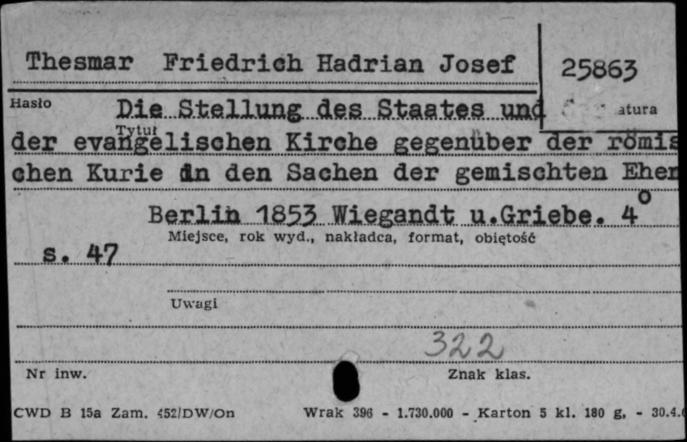 Thesmar Friedrich Hadrian Josef
25863
Hasło Die Stellung des Staates und
Tytuł
der evangelischen Kirche gegenüber der römis
chen Kurie in den Sachen der gemischten Ehen
Berlin 1853 Wiegandt u.Griebe. 4°
Miejsce, rok wyd., nakładca, format, objętość
s. 47
Uwagi
322
Nr inw. Znak klas.
CWD B 15a Zam. 452/DW/On Wrak 396 - 1.730.000 - Karton 5 kl. 180 g, - 30.4.